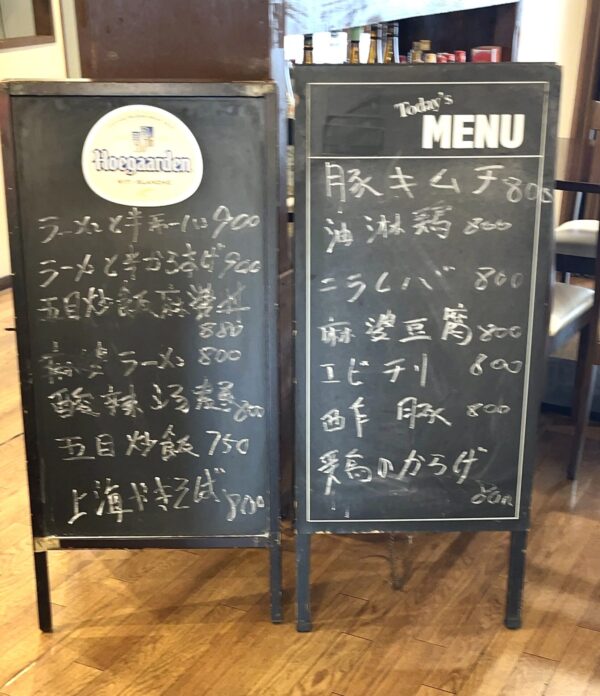 Hoegaarden
WIT-BLANCHE
ラーメンと半チャーハン 900
ラーメンと半からあげ 900
五目炒飯麻婆丼
880
麻婆ラーメン 800
酸辣湯麺 800
五目炒飯 750
上海やきそば 800
Today's
MENU
豚キムチ 800
油淋鶏 800
ニラレバ 800
麻婆豆腐 800
エビチリ 800
酢豚 800
鶏のからげ
800